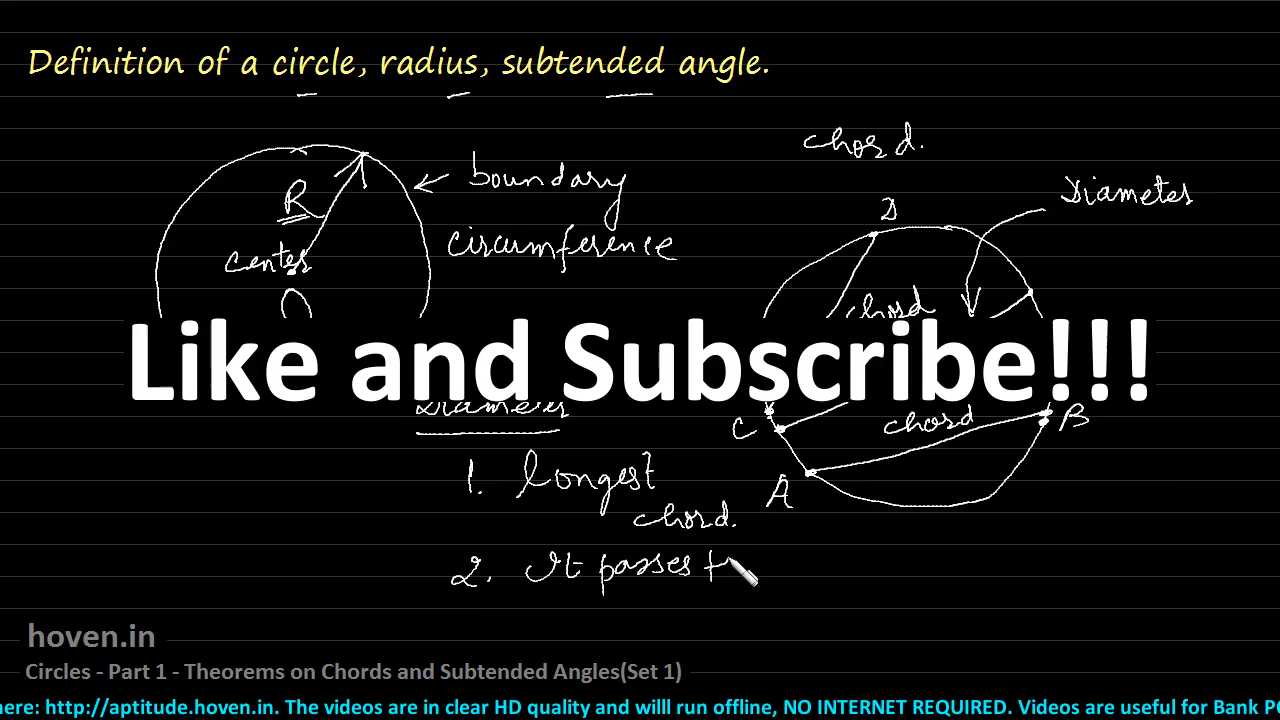 Definition of a circle, radius, subtended angle.
chord.
boundary
Diameter
R
D
circumference
center
chord
Like and Subscribe!!!
Diameter
C
chord
B
1. Longest
A
chord.
2. It passes t
hoven.in
Circles - Part 1 - Theorems on Chords and Subtended Angles(Set 1)
here: http://aptitude.hoven.in. The videos are in clear HD quality and willl run offline, NO INTERNET REQUIRED. Videos are useful for Bank P